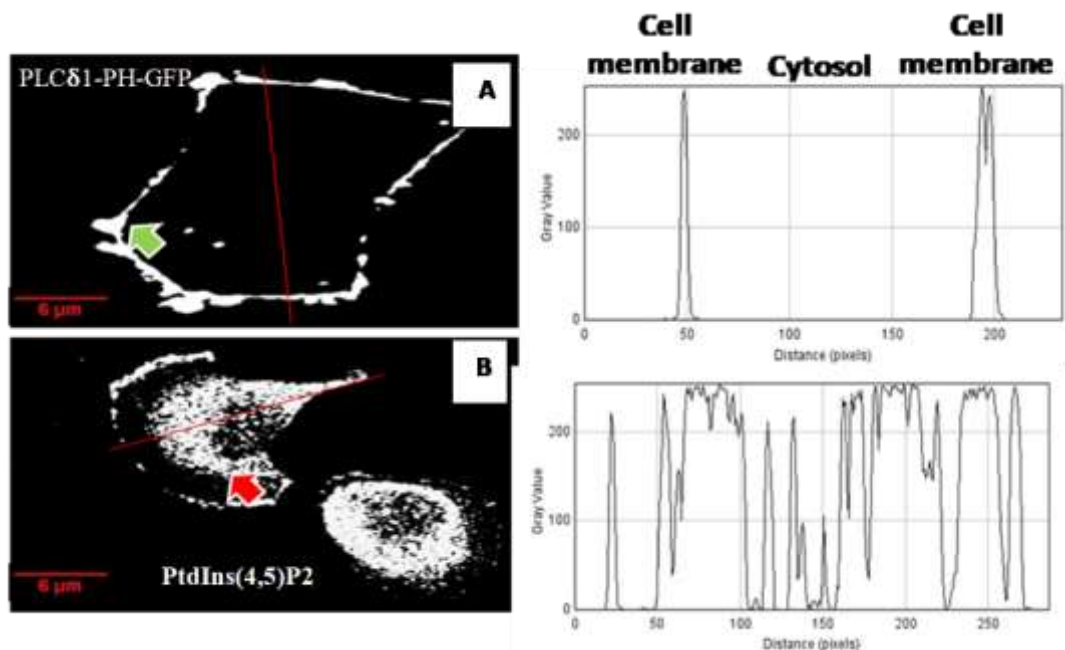 PLCδ1-PH-GFP
A
6 µm
B
PtdIns(4,5)P2
6 µm
Cell membrane
Cytosol
Cell membrane
Gray Value
200
100
0
0
50
100
150
200
Distance (pixels)
Gray Value
200
100
0
0
50
100
150
200
250
Distance (pixels)